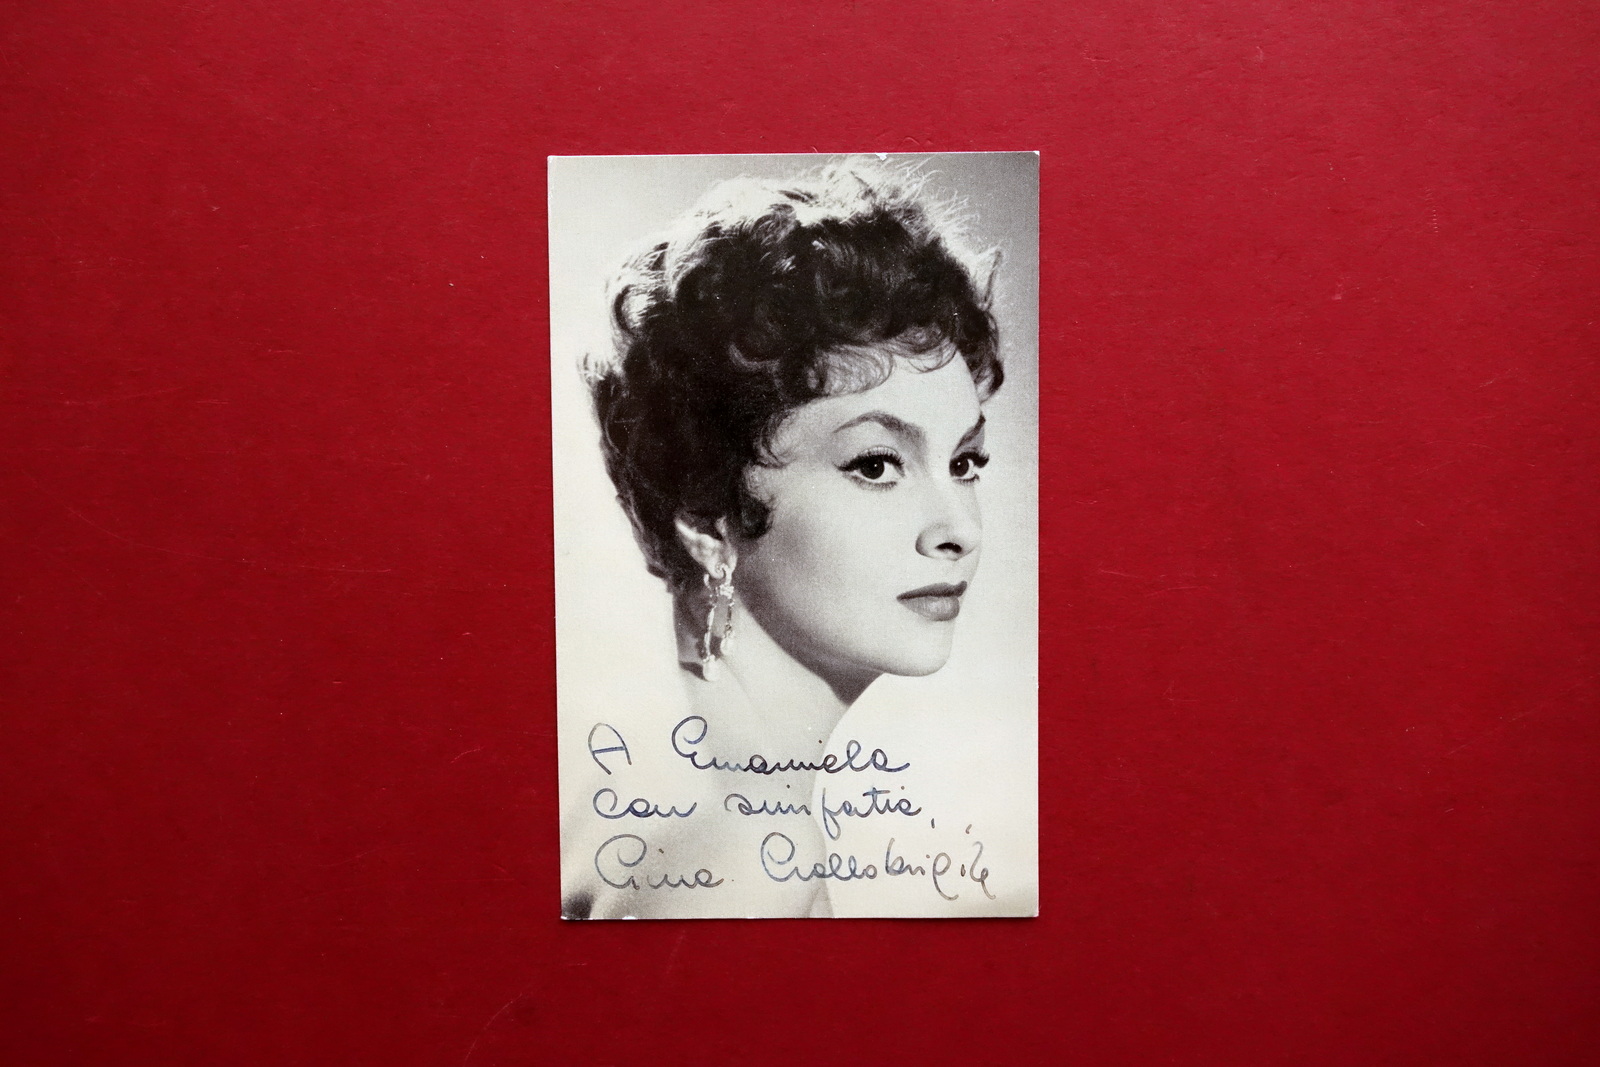 A Emanuela
con simpatia,
Gina Lollobrigida